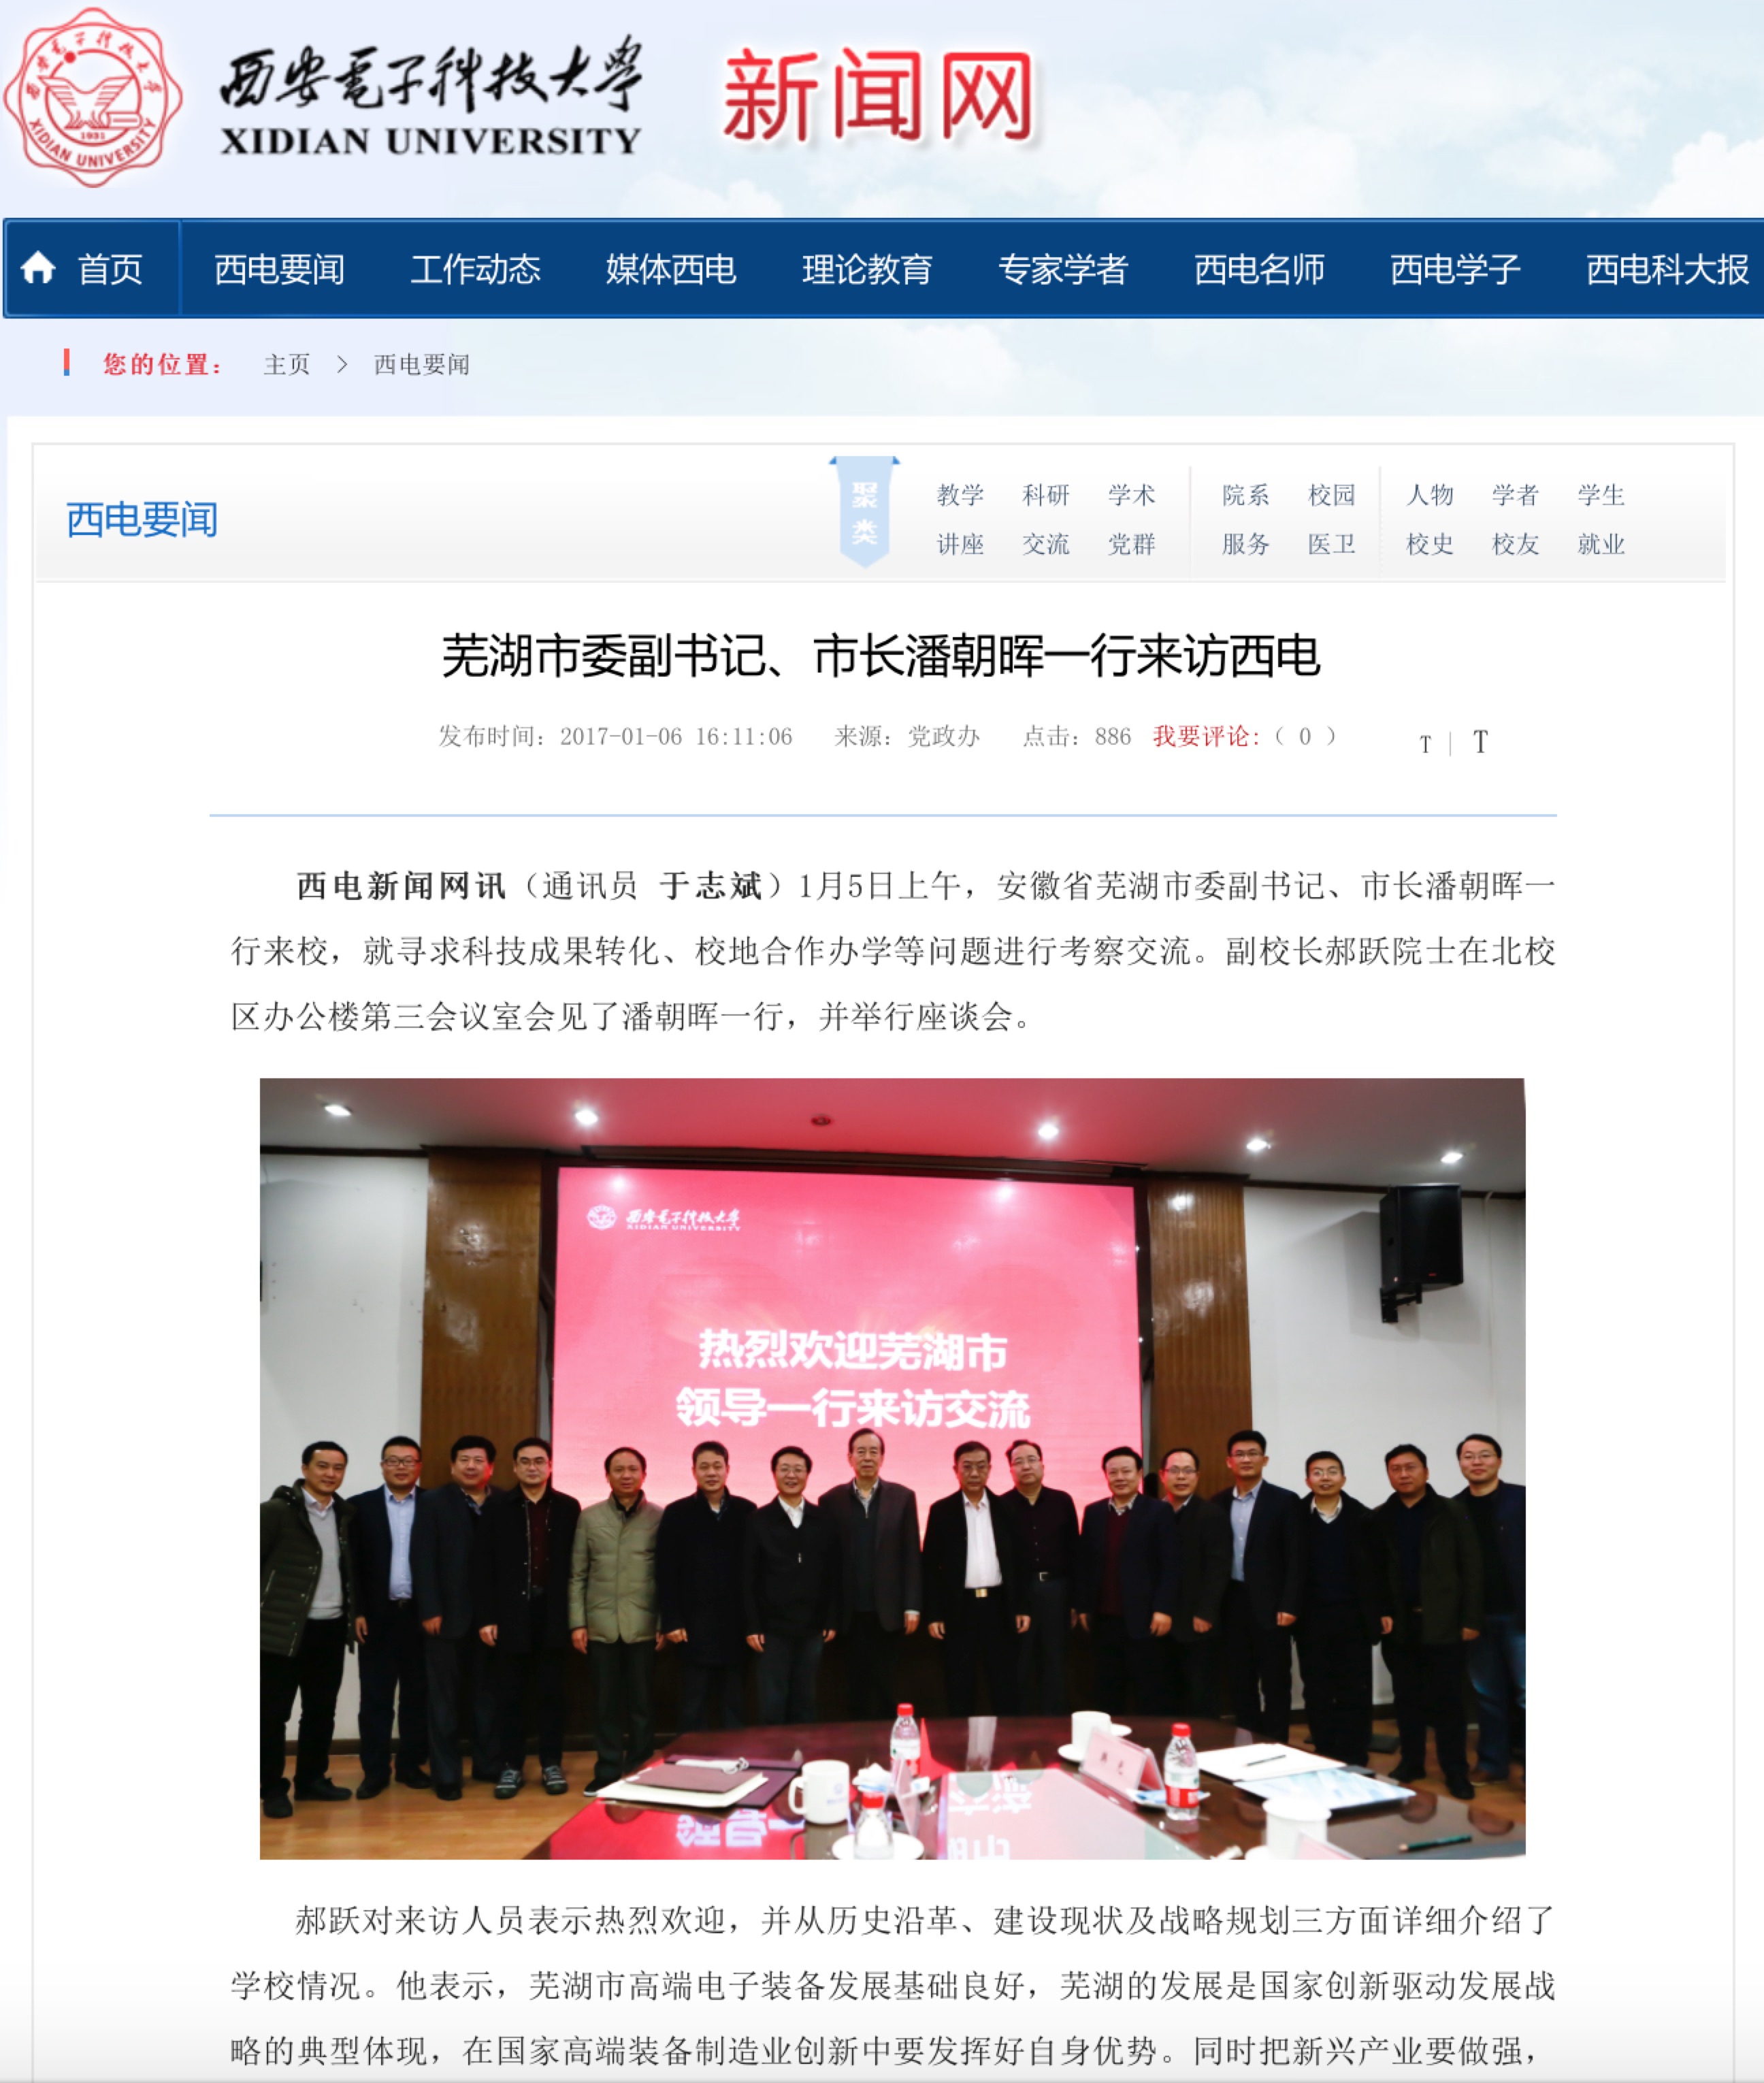 西安電子科技大學
XIDIAN UNIVERSITY
新闻网
XIDIAN UNIVERSITY
1931
首页 西电要闻 工作动态 媒体西电 理论教育 专家学者 西电名师 西电学子 西电科大报
您的位置： 主页 > 西电要闻
西电要闻
聚类
教学 科研 学术 院系 校园 人物 学者 学生
讲座 交流 党群 服务 医卫 校史 校友 就业
芜湖市委副书记、市长潘朝晖一行来访西电
发布时间：2017-01-06 16:11:06 来源：党政办 点击：886 我要评论:（ 0 ） T | T
西电新闻网讯（通讯员 于志斌）1月5日上午，安徽省芜湖市委副书记、市长潘朝晖一
行来校，就寻求科技成果转化、校地合作办学等问题进行考察交流。副校长郝跃院士在北校
区办公楼第三会议室会见了潘朝晖一行，并举行座谈会。
西安電子科技大學
XIDIAN UNIVERSITY
热烈欢迎芜湖市
领导一行来访交流
郝跃对来访人员表示热烈欢迎，并从历史沿革、建设现状及战略规划三方面详细介绍了
学校情况。他表示，芜湖市高端电子装备发展基础良好，芜湖的发展是国家创新驱动发展战
略的典型体现，在国家高端装备制造业创新中要发挥好自身优势。同时把新兴产业要做强，